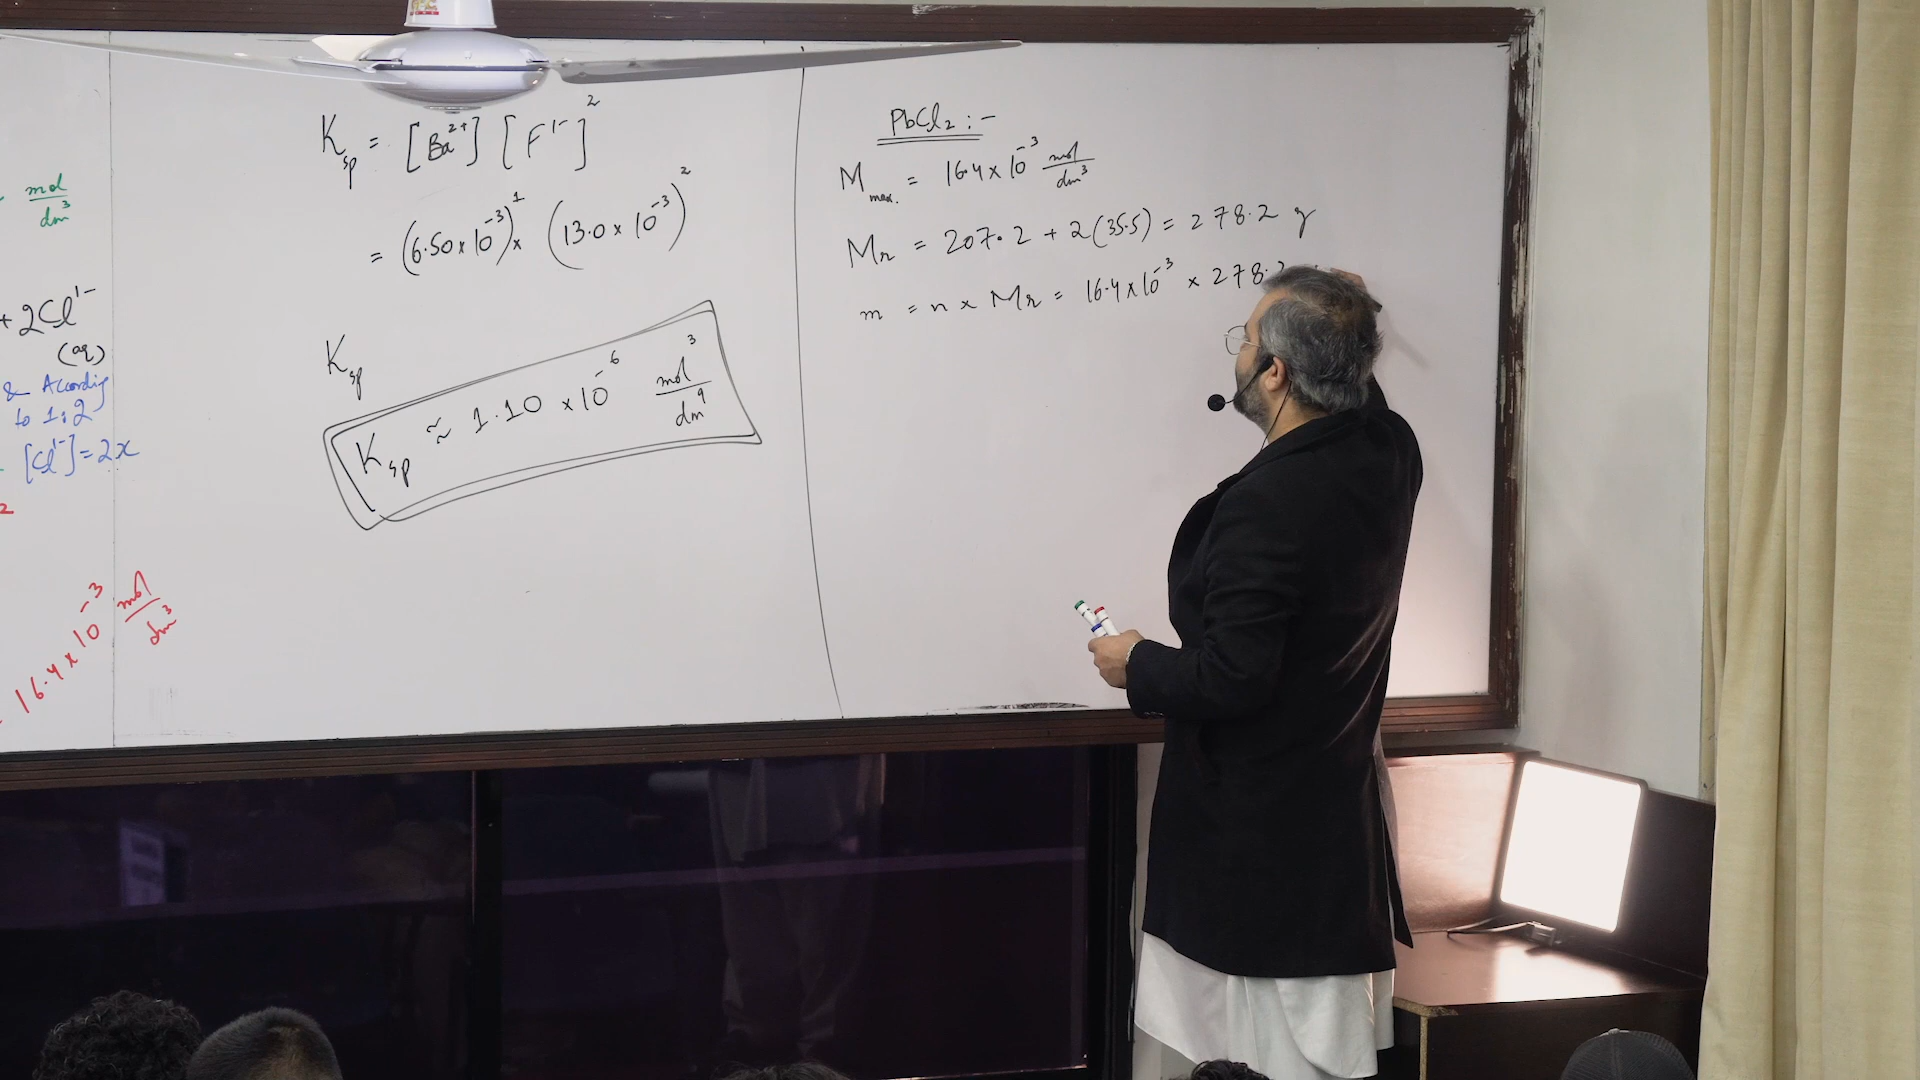 mol
dm³
+ 2Cl¹⁻
(aq)
& According
to 1:2
[Cl¹⁻] = 2x
2
16.4 x 10⁻³ mol
dm³
Ksp = [Ba²⁺] [F¹⁻]²
= (6.50 x 10⁻³)¹ x (13.0 x 10⁻³)²
Ksp
Ksp ≈ 1.10 x 10⁻⁶ mol³
dm⁹
PbCl₂ :-
M max. = 16.4 x 10⁻³ mol
dm³
Mr = 207.2 + 2(35.5) = 278.2 g
m = n x Mr = 16.4 x 10⁻³ x 278.2